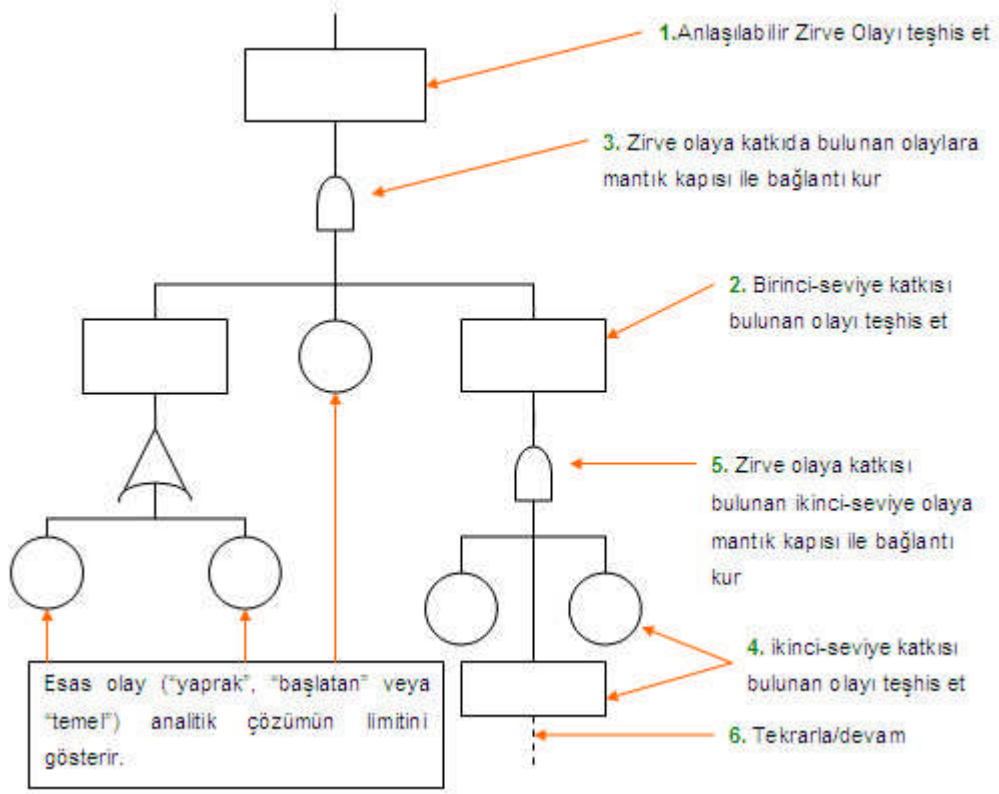 1.Anlaşılabilir Zirve Olayı teşhis et
3. Zirve olaya katkıda bulunan olaylara
mantık kapısı ile bağlantı kur
2. Birinci-seviye katkısı
bulunan olayı teşhis et
5. Zirve olaya katkısı
bulunan ikinci-seviye olaya
mantık kapısı ile bağlantı
kur
4. ikinci-seviye katkısı
bulunan olayı teşhis et
6. Tekrarla/devam
Esas olay (“yaprak”, “başlatan” veya
“temel”) analitik çözümün limitini
gösterir.